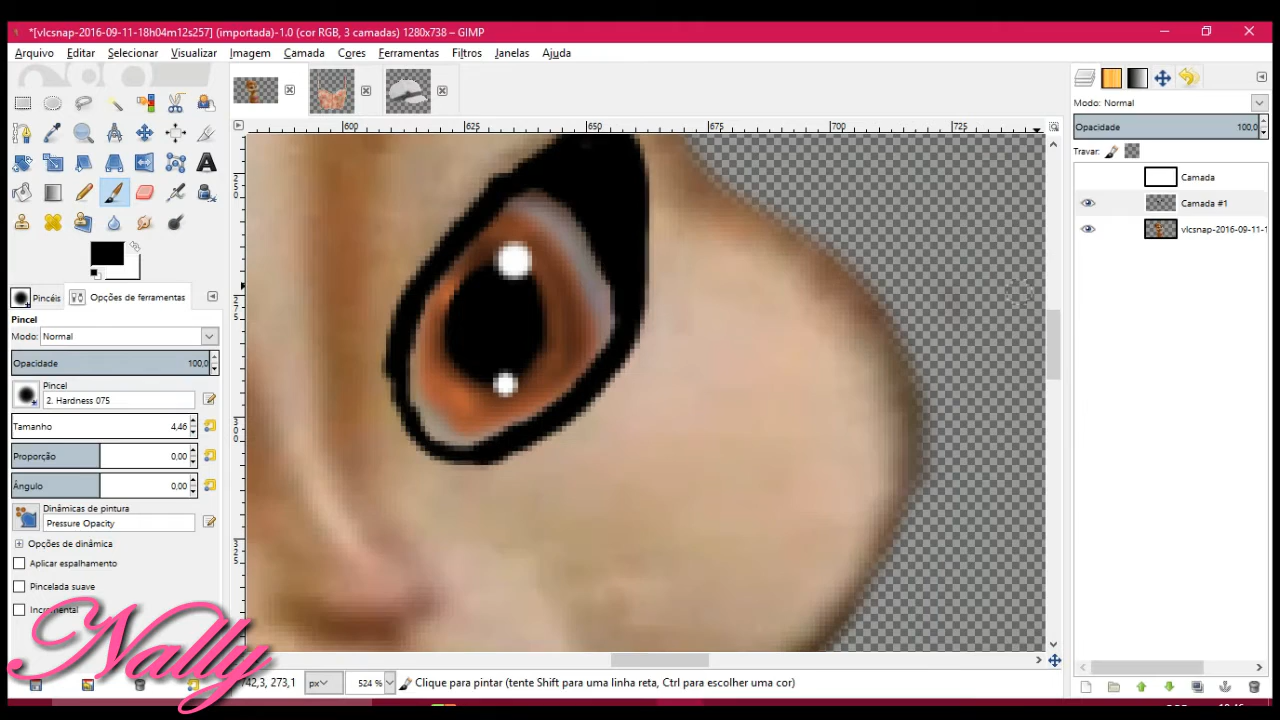 *[vlcsnap-2016-09-11-18h04m12s257] (importada)-1.0 (cor RGB, 3 camadas) 1280x738 – GIMP
Arquivo Editar Selecionar Visualizar Imagem Camada Cores Ferramentas Filtros Janelas Ajuda
600 625 650 675 700 725
250
275
300
325
Pincéis Opções de ferramentas
Pincel
Modo: Normal
Opacidade 100,0
Pincel
2. Hardness 075
Tamanho 4,46
Proporção 0,00
Ângulo 0,00
Dinâmicas de pintura
Pressure Opacity
Opções de dinâmica
Aplicar espalhamento
Pincelada suave
Incremental
Nally
742,3, 273,1 px 524 % Clique para pintar (tente Shift para uma linha reta, Ctrl para escolher uma cor)
Modo: Normal
Opacidade 100,0
Travar:
Camada
Camada #1
vlcsnap-2016-09-11-1